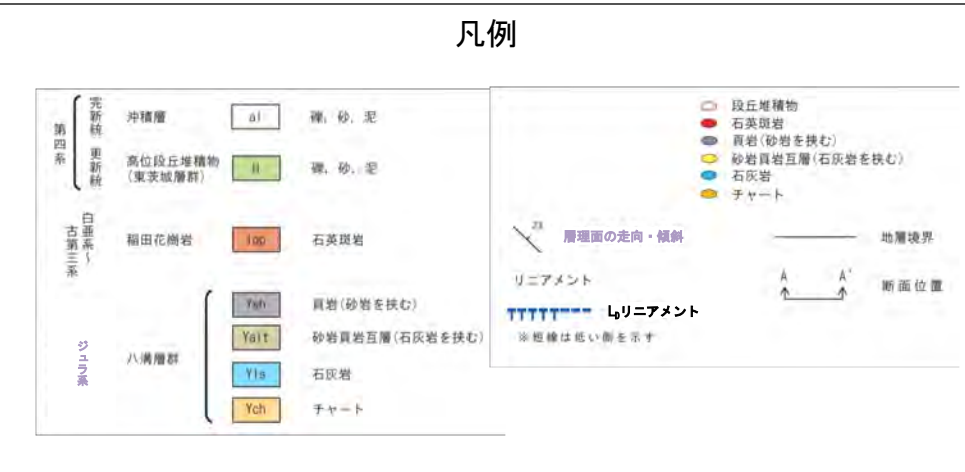 凡例
第四系
完新統
更新統
沖積層 al 礫, 砂, 泥
高位段丘堆積物
(東茨城層群) tt 礫, 砂, 泥
白亜系~
古第三系
稲田花崗岩 Iqp 石英斑岩
ジュラ系
八溝層群
Ysh 頁岩(砂岩を挟む)
Yalt 砂岩頁岩互層(石灰岩を挟む)
Yls 石灰岩
Ych チャート
段丘堆積物
石英斑岩
頁岩(砂岩を挟む)
砂岩頁岩互層(石灰岩を挟む)
石灰岩
チャート
23 層理面の走向・傾斜
地層境界
リニアメント
A A' 断面位置
LDリニアメント
※短線は低い側を示す